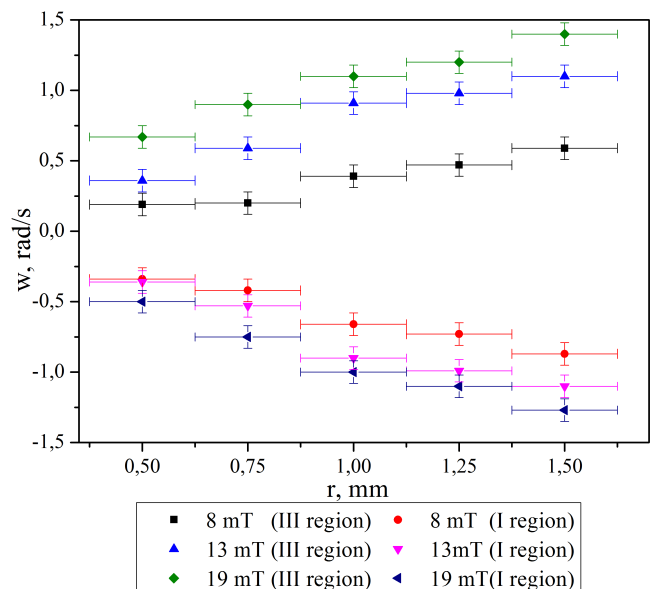 1,5
1,0
0,5
0,0
-0,5
-1,0
-1,5
w, rad/s
0,50 0,75 1,00 1,25 1,50
r, mm
8 mT (III region) 8 mT (I region)
13 mT (III region) 13mT (I region)
19 mT (III region) 19 mT(I region)